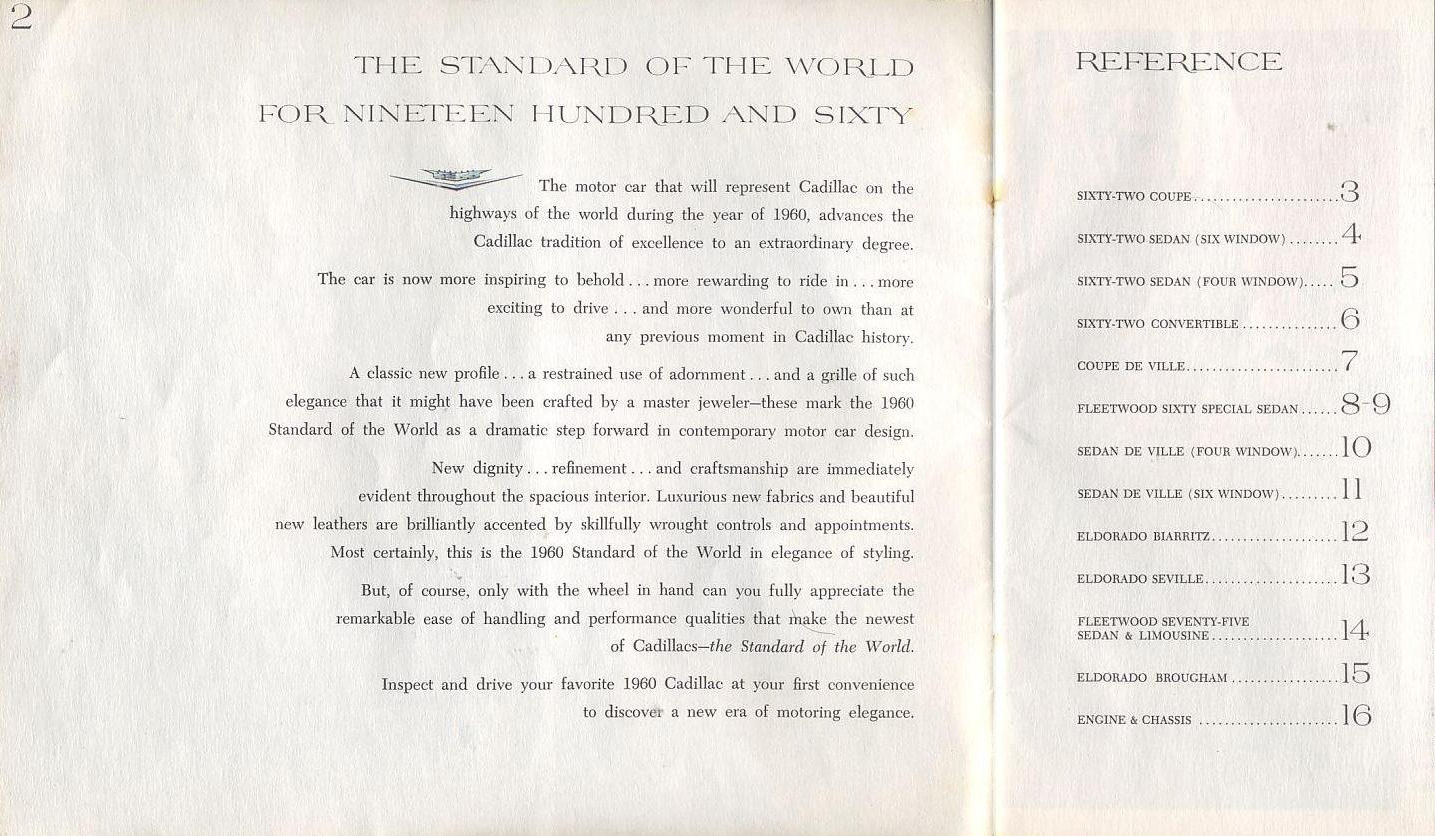 2
THE STANDARD OF THE WORLD
FOR NINETEEN HUNDRED AND SIXTY
The motor car that will represent Cadillac on the
highways of the world during the year of 1960, advances the
Cadillac tradition of excellence to an extraordinary degree.
The car is now more inspiring to behold . . . more rewarding to ride in . . . more
exciting to drive . . . and more wonderful to own than at
any previous moment in Cadillac history.
A classic new profile . . . a restrained use of adornment . . . and a grille of such
elegance that it might have been crafted by a master jeweler—these mark the 1960
Standard of the World as a dramatic step forward in contemporary motor car design.
New dignity . . . refinement . . . and craftsmanship are immediately
evident throughout the spacious interior. Luxurious new fabrics and beautiful
new leathers are brilliantly accented by skillfully wrought controls and appointments.
Most certainly, this is the 1960 Standard of the World in elegance of styling.
But, of course, only with the wheel in hand can you fully appreciate the
remarkable ease of handling and performance qualities that make the newest
of Cadillacs—the Standard of the World.
Inspect and drive your favorite 1960 Cadillac at your first convenience
to discover a new era of motoring elegance.
REFERENCE
SIXTY-TWO COUPE.......................3
SIXTY-TWO SEDAN (SIX WINDOW) ........4
SIXTY-TWO SEDAN (FOUR WINDOW)..... 5
SIXTY-TWO CONVERTIBLE ...............6
COUPE DE VILLE........................7
FLEETWOOD SIXTY SPECIAL SEDAN ......8-9
SEDAN DE VILLE (FOUR WINDOW).......10
SEDAN DE VILLE (SIX WINDOW).........11
ELDORADO BIARRITZ....................12
ELDORADO SEVILLE.....................13
FLEETWOOD SEVENTY-FIVE
SEDAN & LIMOUSINE....................14
ELDORADO BROUGHAM .................15
ENGINE & CHASSIS ......................16